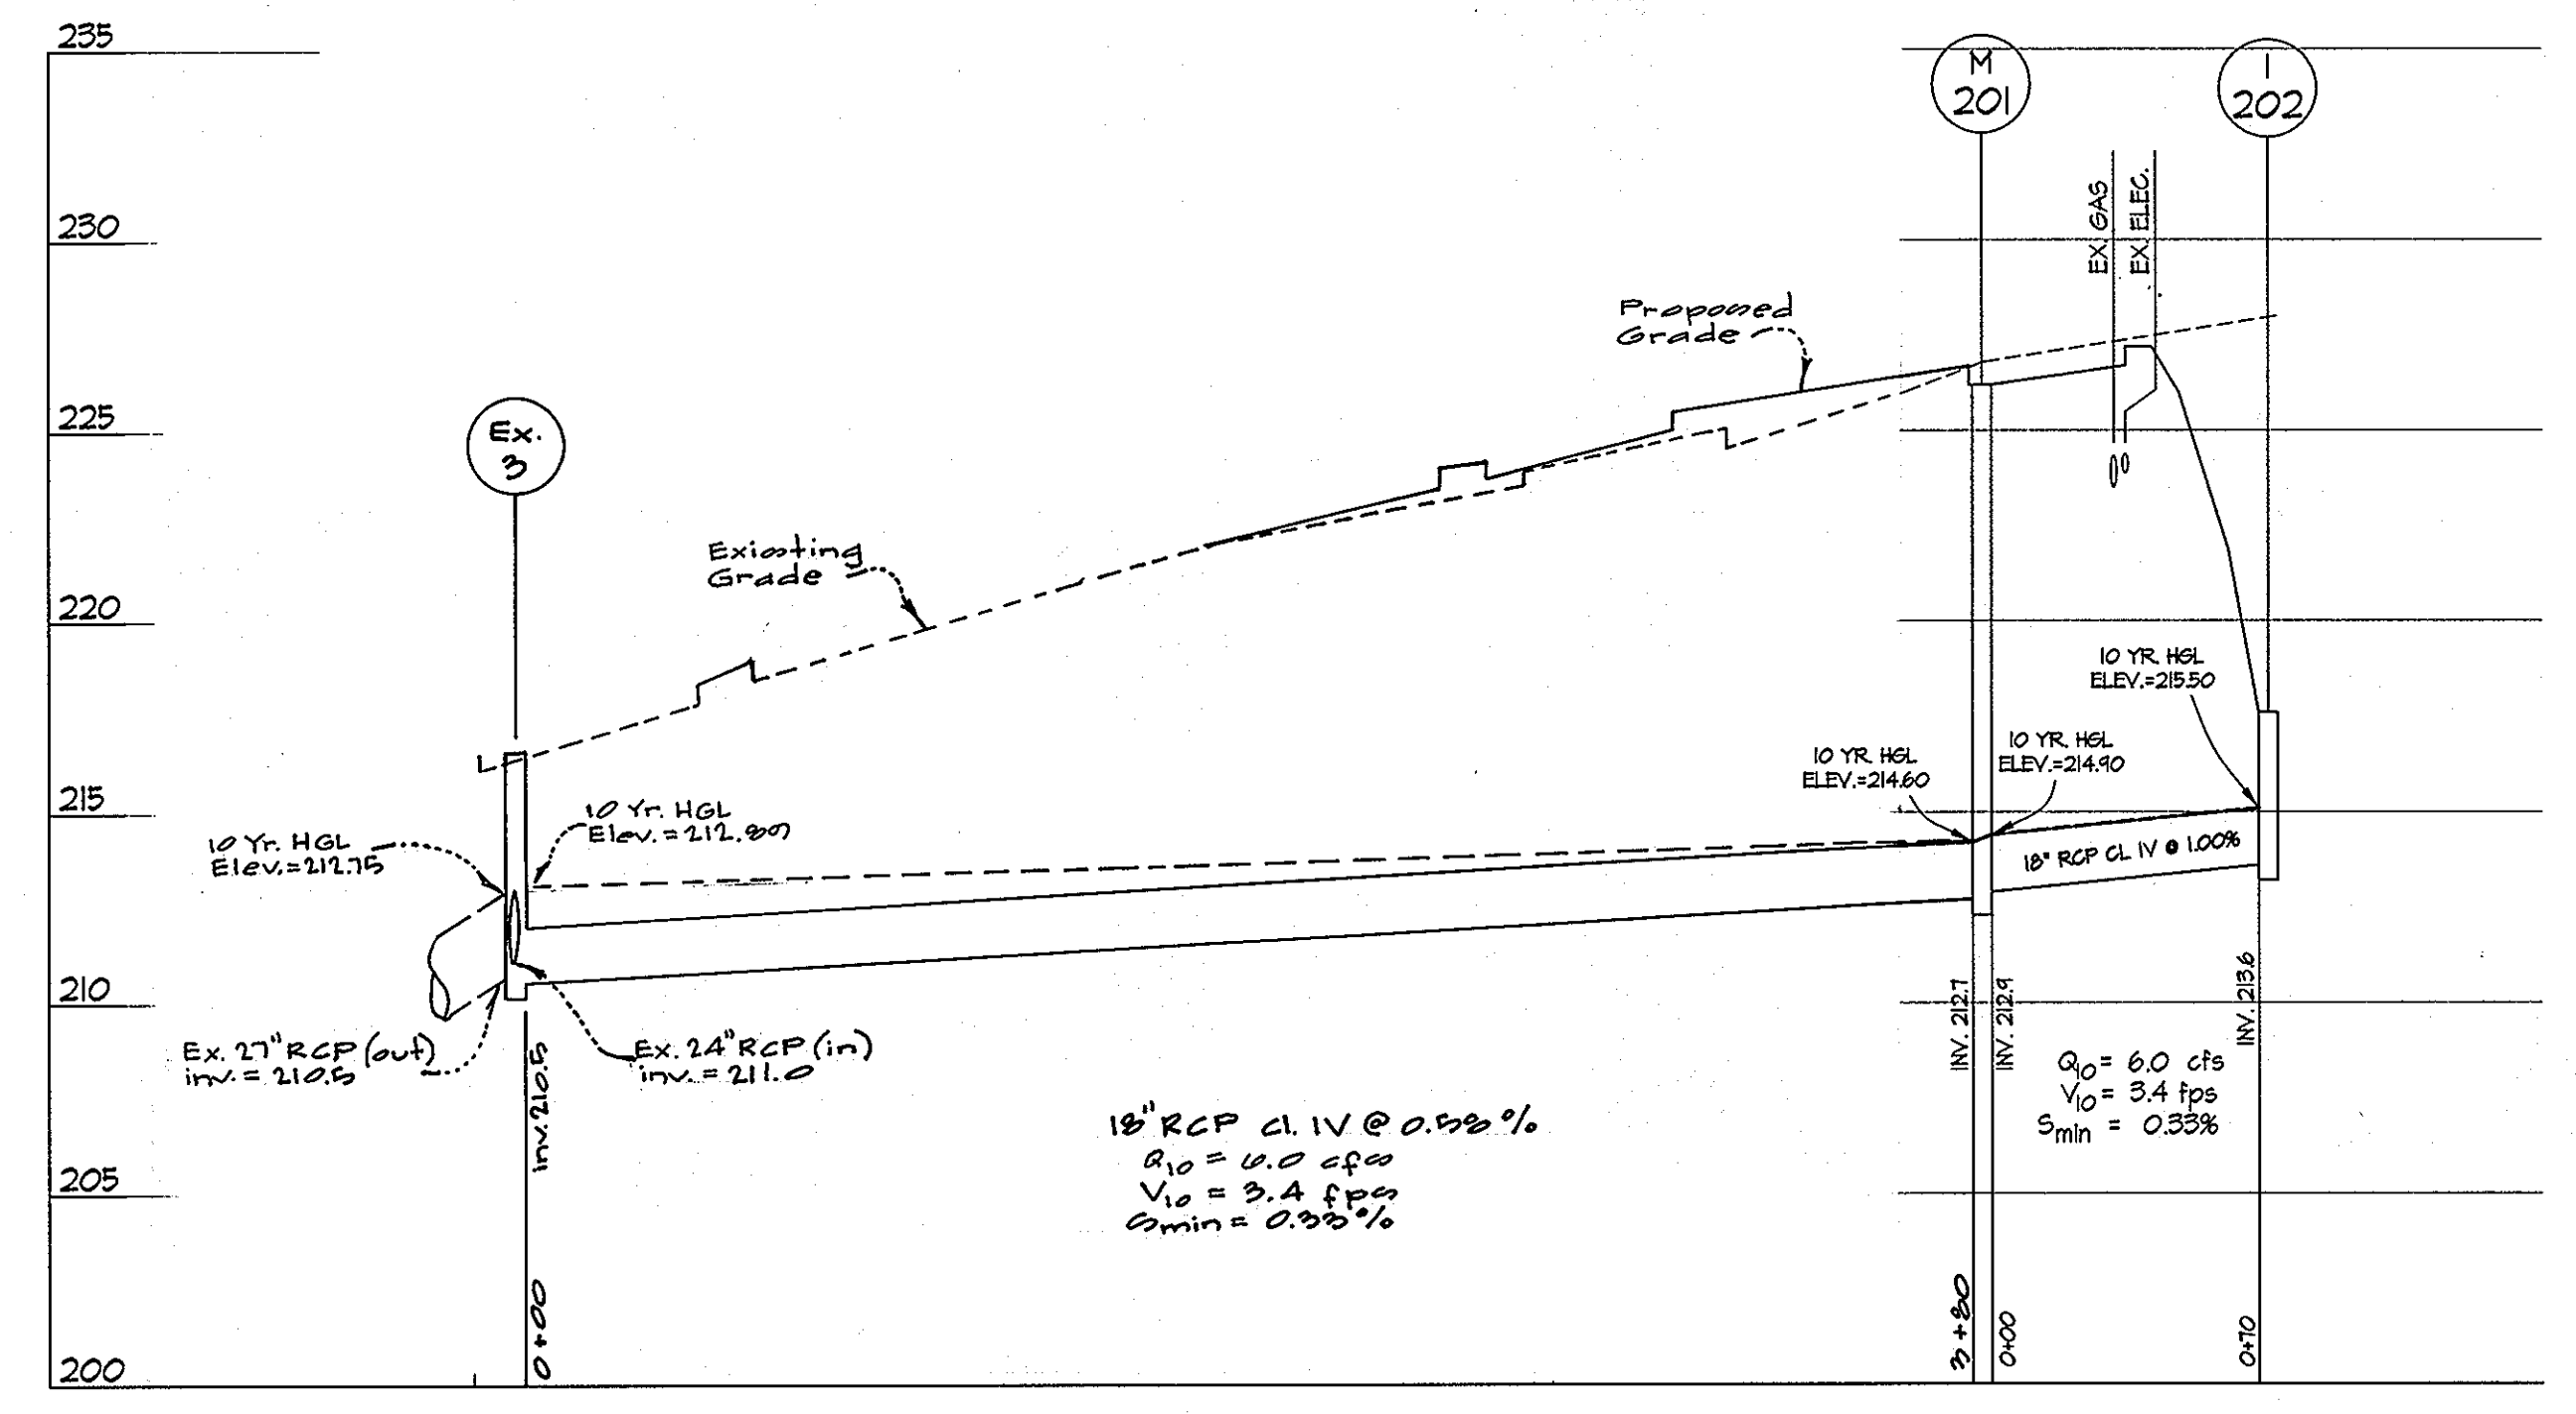 235
230
225
220
215
210
205
200
M
201
I
202
EX. GAS
EX. ELEC.
Proposed
Grade
Ex.
3
Existing
Grade
10 YR. HGL
ELEV.=215.50
10 YR. HGL
ELEV.=214.90
10 YR. HGL
ELEV.=214.60
10 Yr. HGL
Elev.=212.89
10 Yr. HGL
Elev.=212.75
18" RCP CL IV @ 1.00%
Ex. 27" RCP (out)
inv.= 210.5
Ex. 24" RCP (in)
inv.= 211.0
inv. 210.5
0+00
18" RCP Cl. IV @ 0.58%
Q10 = 6.0 cfs
V10 = 3.4 fps
Smin = 0.33%
INV. 212.7
INV. 212.9
INV. 213.6
Q10= 6.0 cfs
V10= 3.4 fps
Smin = 0.33%
3+80
0+00
0+70